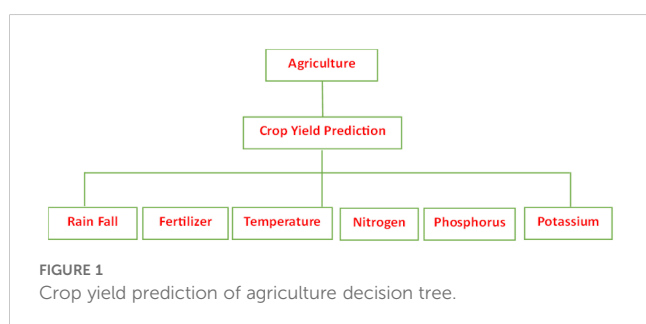 Agriculture
Crop Yield Prediction
Rain Fall Fertilizer Temperature Nitrogen Phosphorus Potassium
FIGURE 1
Crop yield prediction of agriculture decision tree.